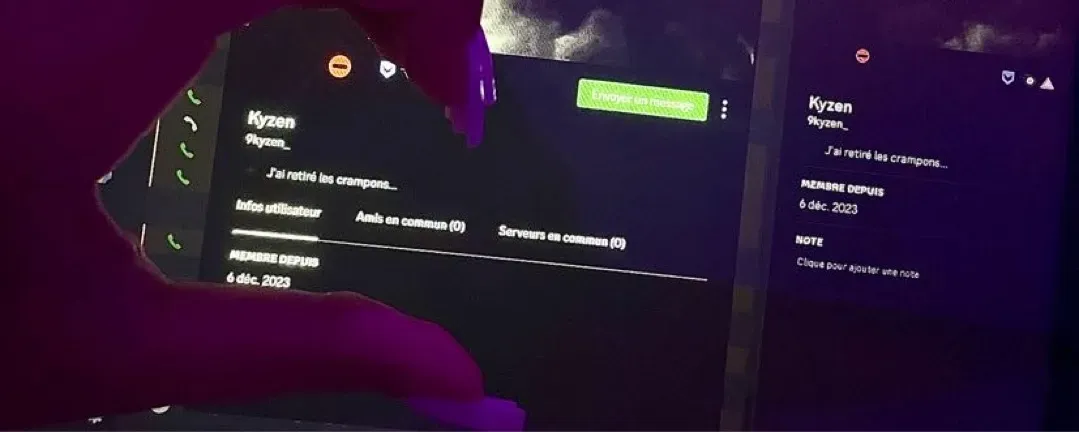 Envoyer un message
Kyzen
9kyzen_
J'ai retiré les crampons...
Infos utilisateur
Amis en commun (0)
Serveurs en commun (0)
MEMBRE DEPUIS
6 déc. 2023
Kyzen
9kyzen_
J'ai retiré les crampons...
MEMBRE DEPUIS
6 déc. 2023
NOTE
Clique pour ajouter une note